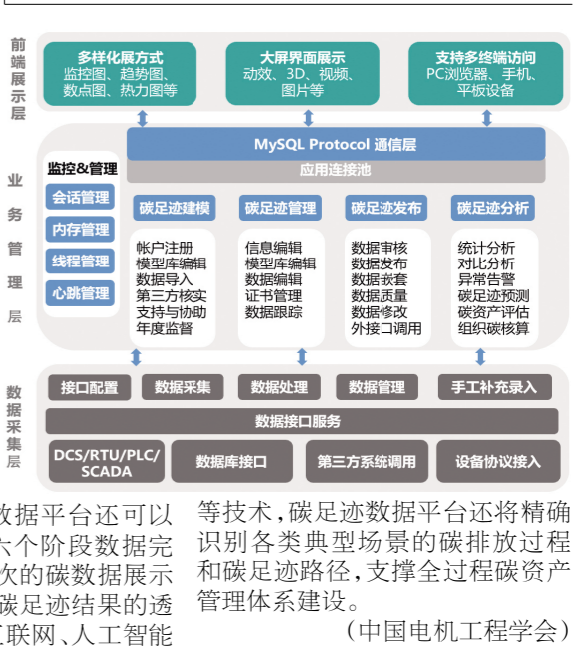 前端展示层
多样化展方式
监控图、趋势图、
数点图、热力图等
大屏界面展示
动效、3D、视频、
图片等
支持多终端访问
PC浏览器、手机、
平板设备
业务管理层
监控&管理
会话管理
内存管理
线程管理
心跳管理
MySQL Protocol 通信层
应用连接池
碳足迹建模
帐户注册
模型库编辑
数据导入
第三方核实
支持与协助
年度监督
碳足迹管理
信息编辑
模型库编辑
数据编辑
证书管理
数据跟踪
碳足迹发布
数据审核
数据发布
数据嵌套
数据质量
数据修改
外接口调用
碳足迹分析
统计分析
对比分析
异常告警
碳足迹预测
碳资产评估
组织碳核算
数据采集层
接口配置
数据采集
数据处理
数据管理
手工补充录入
数据接口服务
DCS/RTU/PLC/
SCADA
数据库接口
第三方系统调用
设备协议接入
数据平台还可以
六个阶段数据完
次的碳数据展示
碳足迹结果的透
互联网、人工智能
等技术,碳足迹数据平台还将精确
识别各类典型场景的碳排放过程
和碳足迹路径,支撑全过程碳资产
管理体系建设。
(中国电机工程学会)